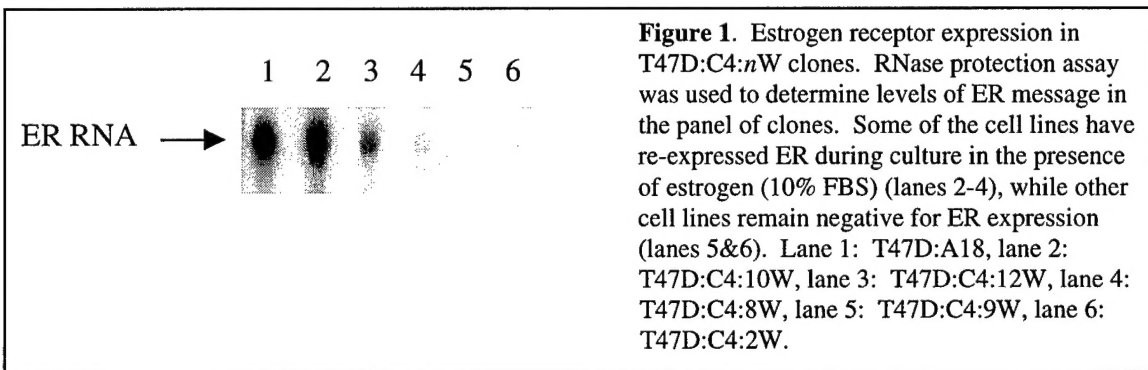 1 2 3 4 5 6
ER RNA
Figure 1. Estrogen receptor expression in
T47D:C4:nW clones. RNase protection assay
was used to determine levels of ER message in
the panel of clones. Some of the cell lines have
re-expressed ER during culture in the presence
of estrogen (10% FBS) (lanes 2-4), while other
cell lines remain negative for ER expression
(lanes 5&6). Lane 1: T47D:A18, lane 2:
T47D:C4:10W, lane 3: T47D:C4:12W, lane 4:
T47D:C4:8W, lane 5: T47D:C4:9W, lane 6:
T47D:C4:2W.